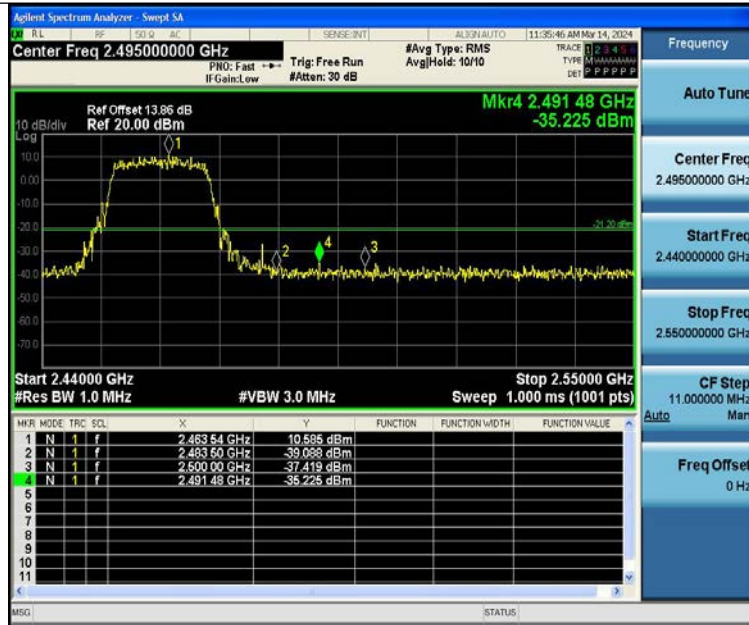 Agilent Spectrum Analyzer - Swept SA
RL RF 50 Ω AC SENSE:INT ALIGNAUTO 11:35:46 AM Mar 14, 2024
Center Freq 2.495000000 GHz
PNO: Fast
IFGain:Low
Trig: Free Run
#Atten: 30 dB
#Avg Type: RMS
Avg|Hold: 10/10
TRACE 1 2 3 4 5 6
TYPE M W W W W W
DET P P P P P P
Mkr4 2.491 48 GHz
-35.225 dBm
Ref Offset 13.86 dB
10 dB/div Ref 20.00 dBm
Log
10.0
0.00
-10.0
-20.0
-30.0
-40.0
-50.0
-60.0
-70.0
1
2
4
3
-21.20 dBm
Start 2.44000 GHz Stop 2.55000 GHz
#Res BW 1.0 MHz #VBW 3.0 MHz Sweep 1.000 ms (1001 pts)
MKR MODE TRC SCL X Y FUNCTION FUNCTION WIDTH FUNCTION VALUE
1 N 1 f 2.463 54 GHz 10.585 dBm
2 N 1 f 2.483 50 GHz -39.088 dBm
3 N 1 f 2.500 00 GHz -37.419 dBm
4 N 1 f 2.491 48 GHz -35.225 dBm
5
6
7
8
9
10
11
MSG STATUS
Frequency
Auto Tune
Center Freq
2.495000000 GHz
Start Freq
2.440000000 GHz
Stop Freq
2.550000000 GHz
CF Step
11.000000 MHz
Auto Man
Freq Offset
0 Hz